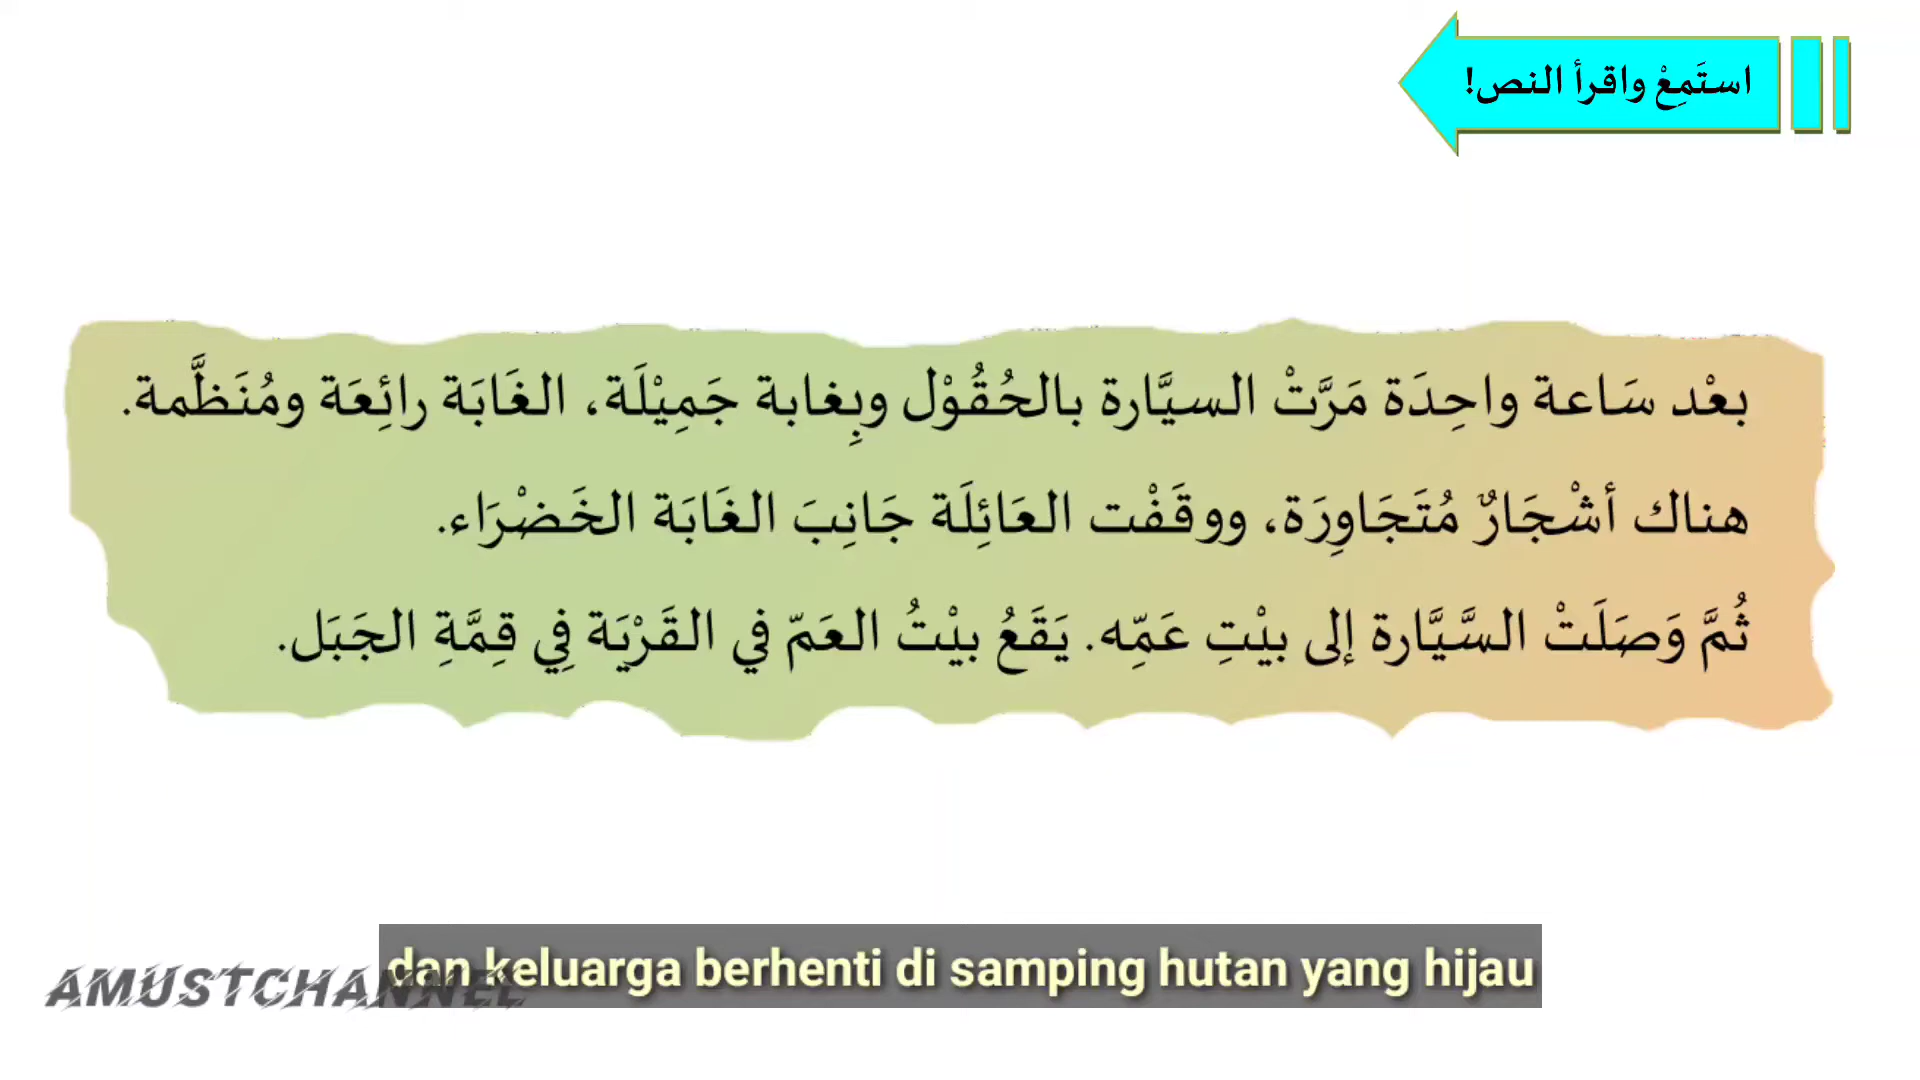 استَمِعْ واقرأ النص!
بعْد سَاعة واحِدَة مَرَّتْ السيَّارة بالحُقُوْل وبِغابة جَمِيْلَة، الغَابَة رائِعَة ومُنَظَّمة.
هناك أشْجَارٌ مُتَجَاوِرَة، ووقَفْت العَائِلَة جَانِبَ الغَابَة الخَضْرَاء.
ثُمَّ وَصَلَتْ السَّيَّارة إلى بيْتِ عَمِّه. يَقَعُ بيْتُ العَمّ في القَرْيَة فِي قِمَّةِ الجَبَل.
dan keluarga berhenti di samping hutan yang hijau
AMUSTCHANNEL